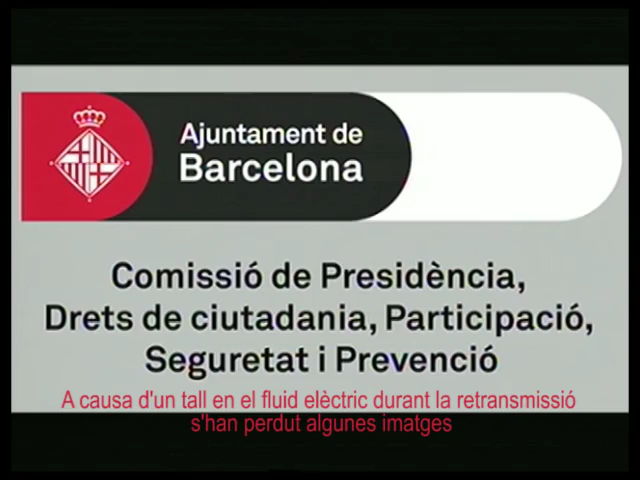 Ajuntament de
Barcelona
Comissió de Presidència,
Drets de ciutadania, Participació,
Seguretat i Prevenció
A causa d'un tall en el fluid elèctric durant la retransmissió
s'han perdut algunes imatges